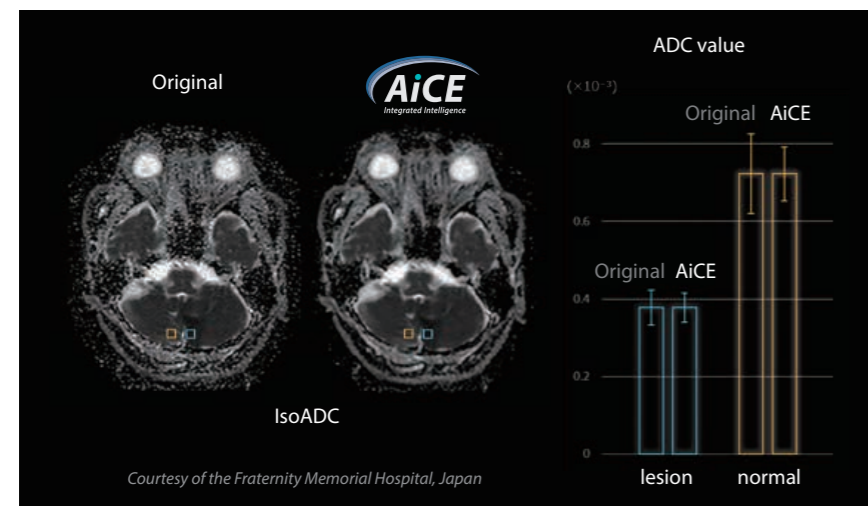 Original
AiCE
Integrated Intelligence
IsoADC
Courtesy of the Fraternity Memorial Hospital, Japan
ADC value
(×10⁻³)
Original AiCE
0.8
0.6
Original AiCE
0.4
0.2
0
lesion normal